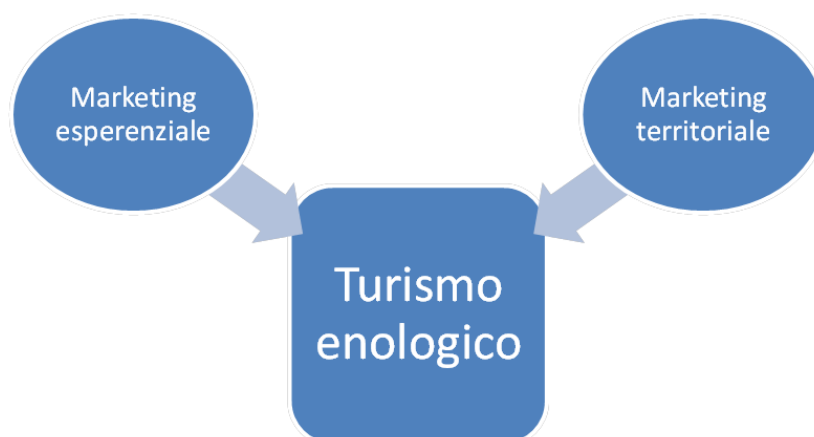 Marketing
esperenziale
Marketing
territoriale
Turismo
enologico